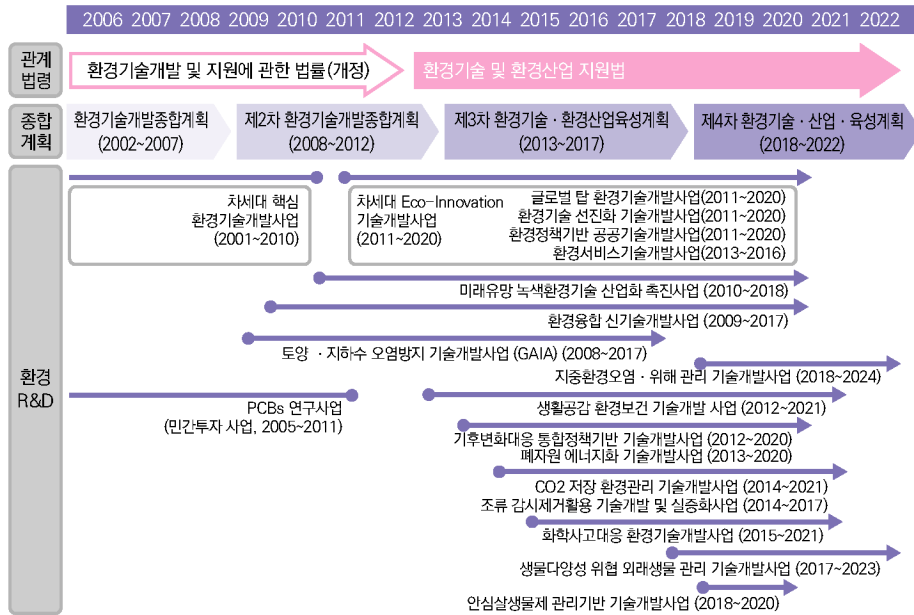 2006 2007 2008 2009 2010 2011 2012 2013 2014 2015 2016 2017 2018 2019 2020 2021 2022
관계
법령
환경기술개발 및 지원에 관한 법률(개정)
환경기술 및 환경산업 지원법
종합
계획
환경기술개발종합계획
(2002~2007)
제2차 환경기술개발종합계획
(2008~2012)
제3차 환경기술·환경산업육성계획
(2013~2017)
제4차 환경기술·산업·육성계획
(2018~2022)
환경
R&D
차세대 핵심
환경기술개발사업
(2001~2010)
차세대 Eco-Innovation
기술개발사업
(2011~2020)
글로벌 탑 환경기술개발사업(2011~2020)
환경기술 선진화 기술개발사업(2011~2020)
환경정책기반 공공기술개발사업(2011~2020)
환경서비스기술개발사업(2013~2016)
미래유망 녹색환경기술 산업화 촉진사업 (2010~2018)
환경융합 신기술개발사업 (2009~2017)
토양 ·지하수 오염방지 기술개발사업 (GAIA) (2008~2017)
지중환경오염·위해 관리 기술개발사업 (2018~2024)
PCBs 연구사업
(민간투자 사업, 2005~2011)
생활공감 환경보건 기술개발 사업 (2012~2021)
기후변화대응 통합정책기반 기술개발사업 (2012~2020)
폐자원 에너지화 기술개발사업 (2013~2020)
CO2 저장 환경관리 기술개발사업 (2014~2021)
조류 감시제거활용 기술개발 및 실증화사업 (2014~2017)
화학사고대응 환경기술개발사업 (2015~2021)
생물다양성 위협 외래생물 관리 기술개발사업 (2017~2023)
안심살생물제 관리기반 기술개발사업 (2018~2020)